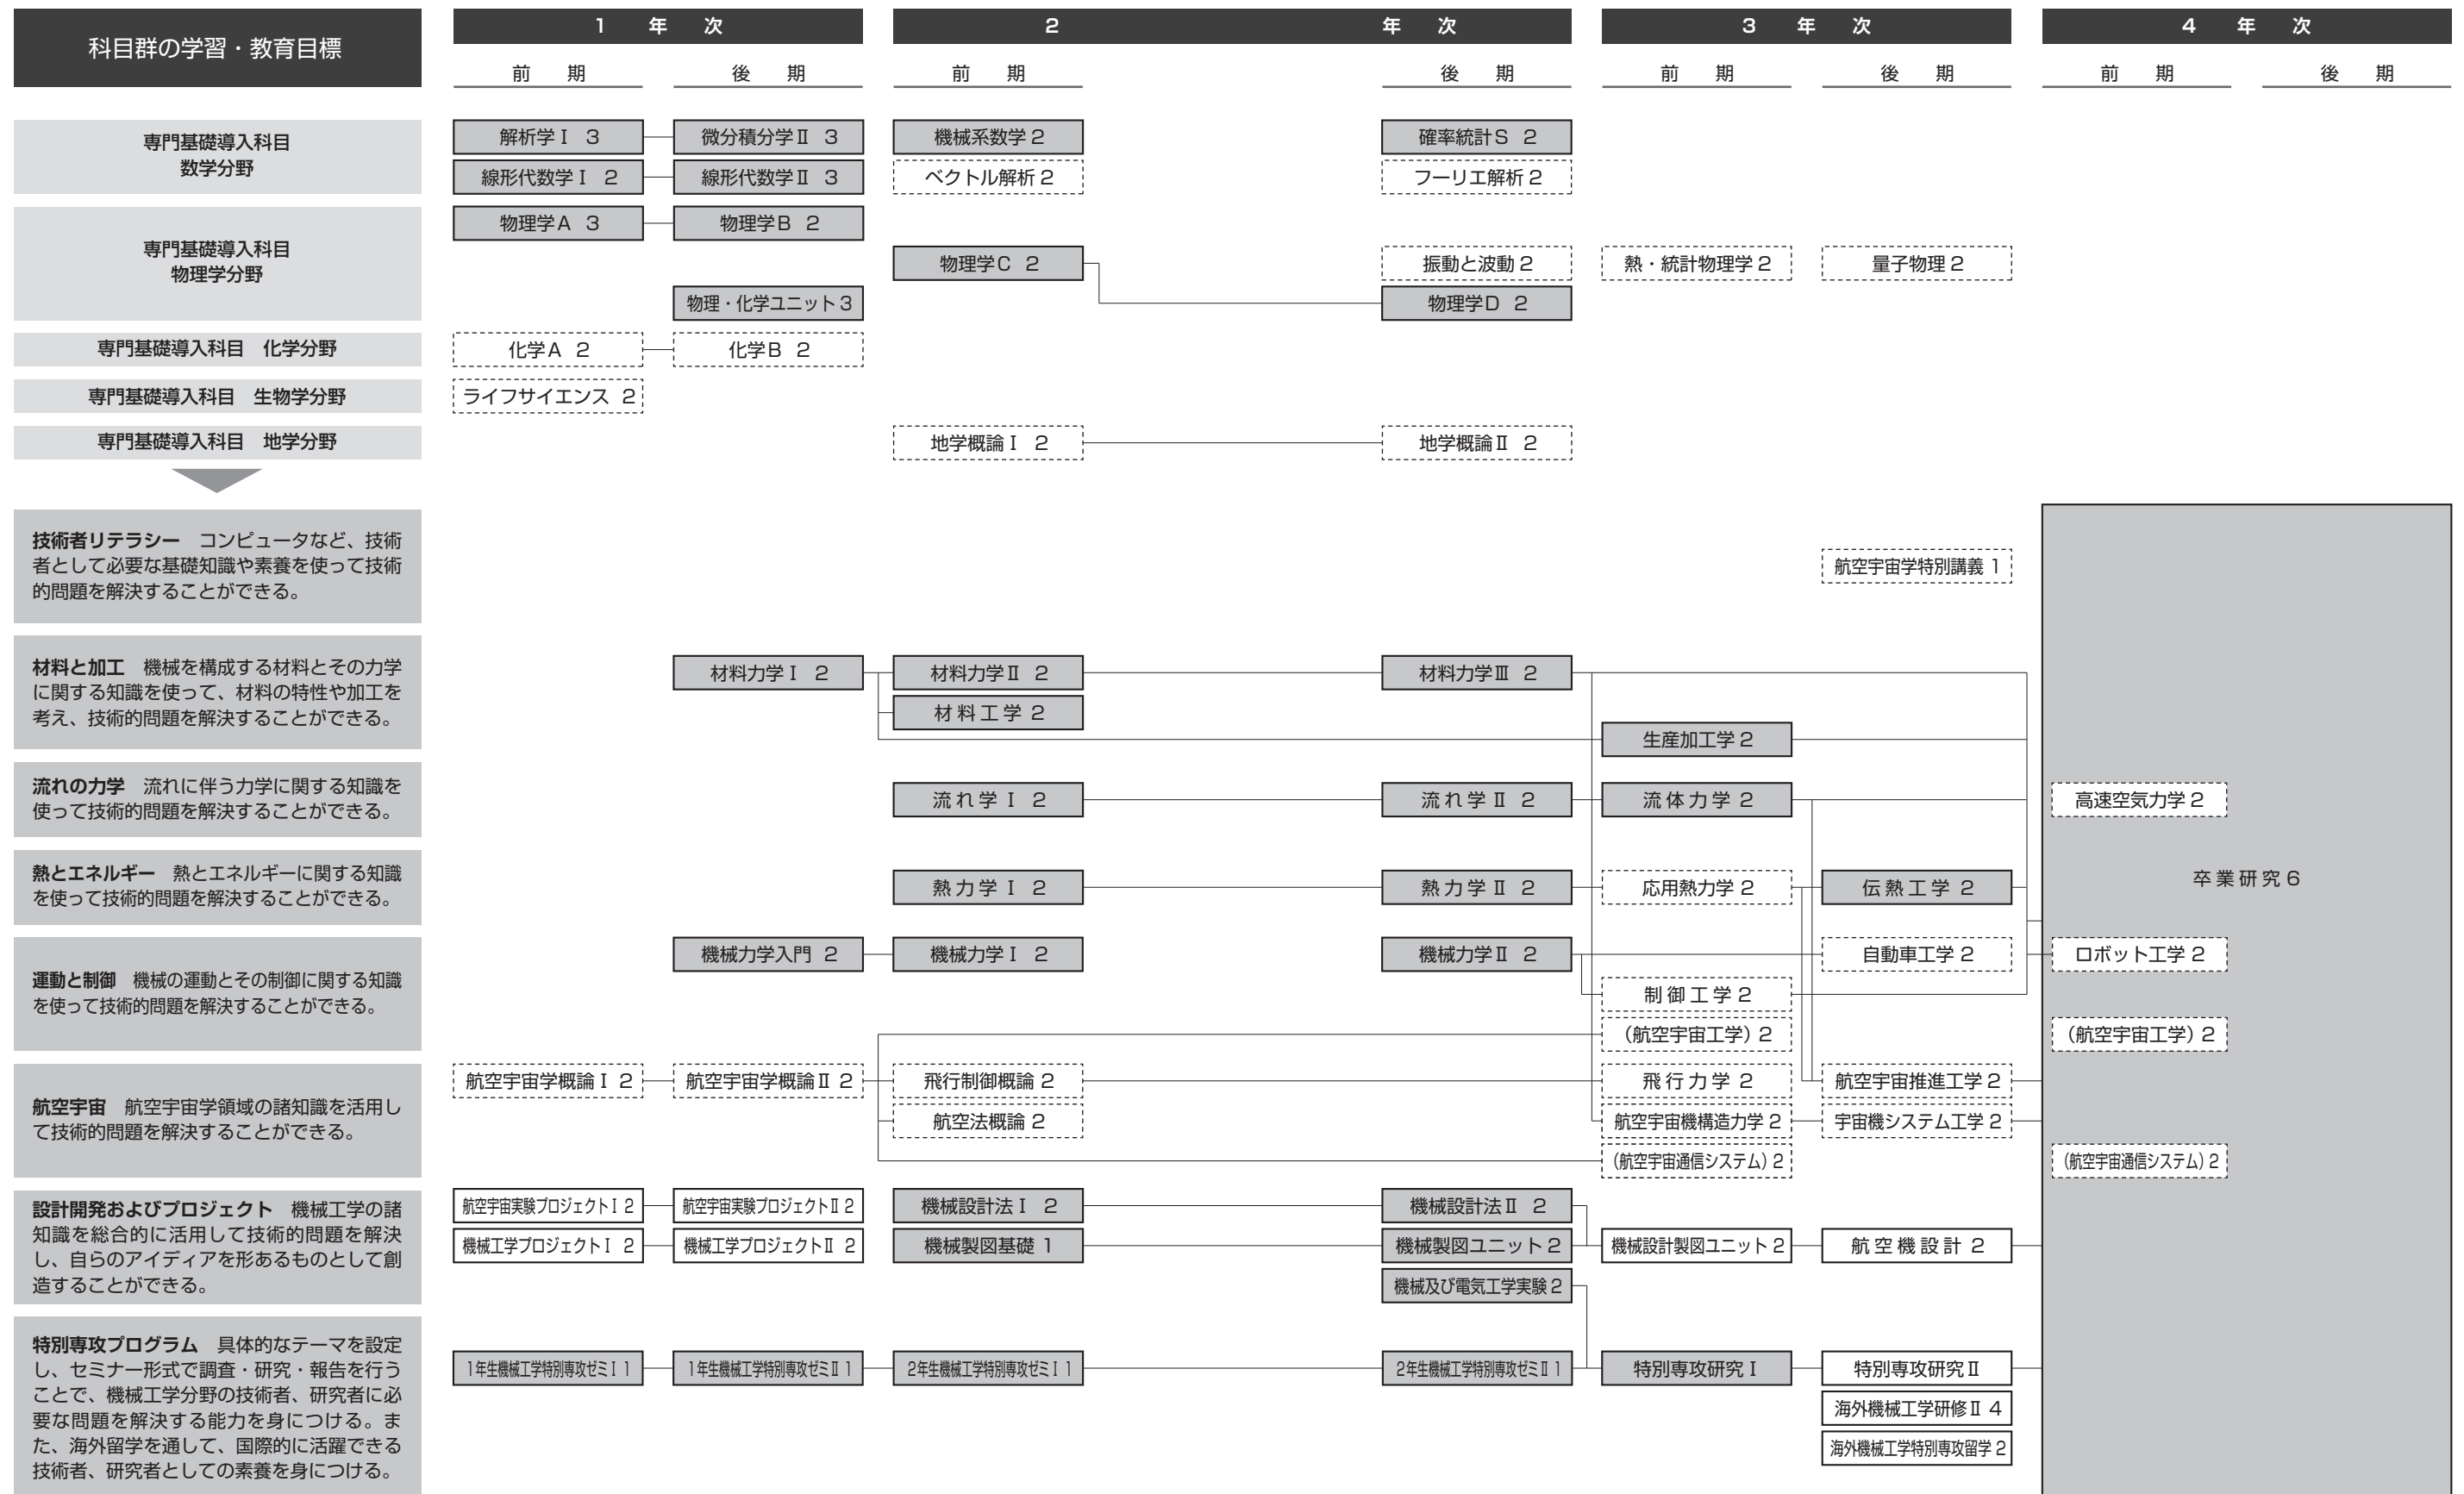 科目群の学習・教育目標
1 年 次
2 年 次
3 年 次
4 年 次
前 期
後 期
前 期
後 期
前 期
後 期
前 期
後 期
専門基礎導入科目
数学分野
解析学Ⅰ 3
微分積分学Ⅱ 3
機械系数学 2
確率統計S 2
線形代数学Ⅰ 2
線形代数学Ⅱ 3
ベクトル解析 2
フーリエ解析 2
専門基礎導入科目
物理学分野
物理学A 3
物理学B 2
物理学C 2
振動と波動 2
熱・統計物理学 2
量子物理 2
物理・化学ユニット 3
物理学D 2
専門基礎導入科目 化学分野
化学A 2
化学B 2
専門基礎導入科目 生物学分野
ライフサイエンス 2
専門基礎導入科目 地学分野
地学概論Ⅰ 2
地学概論Ⅱ 2
技術者リテラシー コンピュータなど、技術
者として必要な基礎知識や素養を使って技術
的問題を解決することができる。
航空宇宙学特別講義 1
材料と加工 機械を構成する材料とその力学
に関する知識を使って、材料の特性や加工を
考え、技術的問題を解決することができる。
材料力学Ⅰ 2
材料力学Ⅱ 2
材料力学Ⅲ 2
材料工学 2
生産加工学 2
流れの力学 流れに伴う力学に関する知識を
使って技術的問題を解決することができる。
流れ学Ⅰ 2
流れ学Ⅱ 2
流体力学 2
高速空気力学 2
熱とエネルギー 熱とエネルギーに関する知識
を使って技術的問題を解決することができる。
熱力学Ⅰ 2
熱力学Ⅱ 2
応用熱力学 2
伝熱工学 2
卒業研究 6
運動と制御 機械の運動とその制御に関する知識
を使って技術的問題を解決することができる。
機械力学入門 2
機械力学Ⅰ 2
機械力学Ⅱ 2
自動車工学 2
ロボット工学 2
制御工学 2
(航空宇宙工学) 2
(航空宇宙工学) 2
航空宇宙 航空宇宙学領域の諸知識を活用し
て技術的問題を解決することができる。
航空宇宙学概論Ⅰ 2
航空宇宙学概論Ⅱ 2
飛行制御概論 2
飛行力学 2
航空宇宙推進工学 2
航空法概論 2
航空宇宙機構造力学 2
宇宙機システム工学 2
(航空宇宙通信システム) 2
(航空宇宙通信システム) 2
設計開発およびプロジェクト 機械工学の諸
知識を総合的に活用して技術的問題を解決
し、自らのアイディアを形あるものとして創
造することができる。
航空宇宙実験プロジェクトⅠ 2
航空宇宙実験プロジェクトⅡ 2
機械設計法Ⅰ 2
機械設計法Ⅱ 2
機械工学プロジェクトⅠ 2
機械工学プロジェクトⅡ 2
機械製図基礎 1
機械製図ユニット 2
機械設計製図ユニット 2
航空機設計 2
機械及び電気工学実験 2
特別専攻プログラム 具体的なテーマを設定
し、セミナー形式で調査・研究・報告を行う
ことで、機械工学分野の技術者、研究者に必
要な問題を解決する能力を身につける。ま
た、海外留学を通して、国際的に活躍できる
技術者、研究者としての素養を身につける。
1年生機械工学特別専攻ゼミⅠ 1
1年生機械工学特別専攻ゼミⅡ 1
2年生機械工学特別専攻ゼミⅠ 1
2年生機械工学特別専攻ゼミⅡ 1
特別専攻研究Ⅰ
特別専攻研究Ⅱ
海外機械工学研修Ⅱ 4
海外機械工学特別専攻留学 2